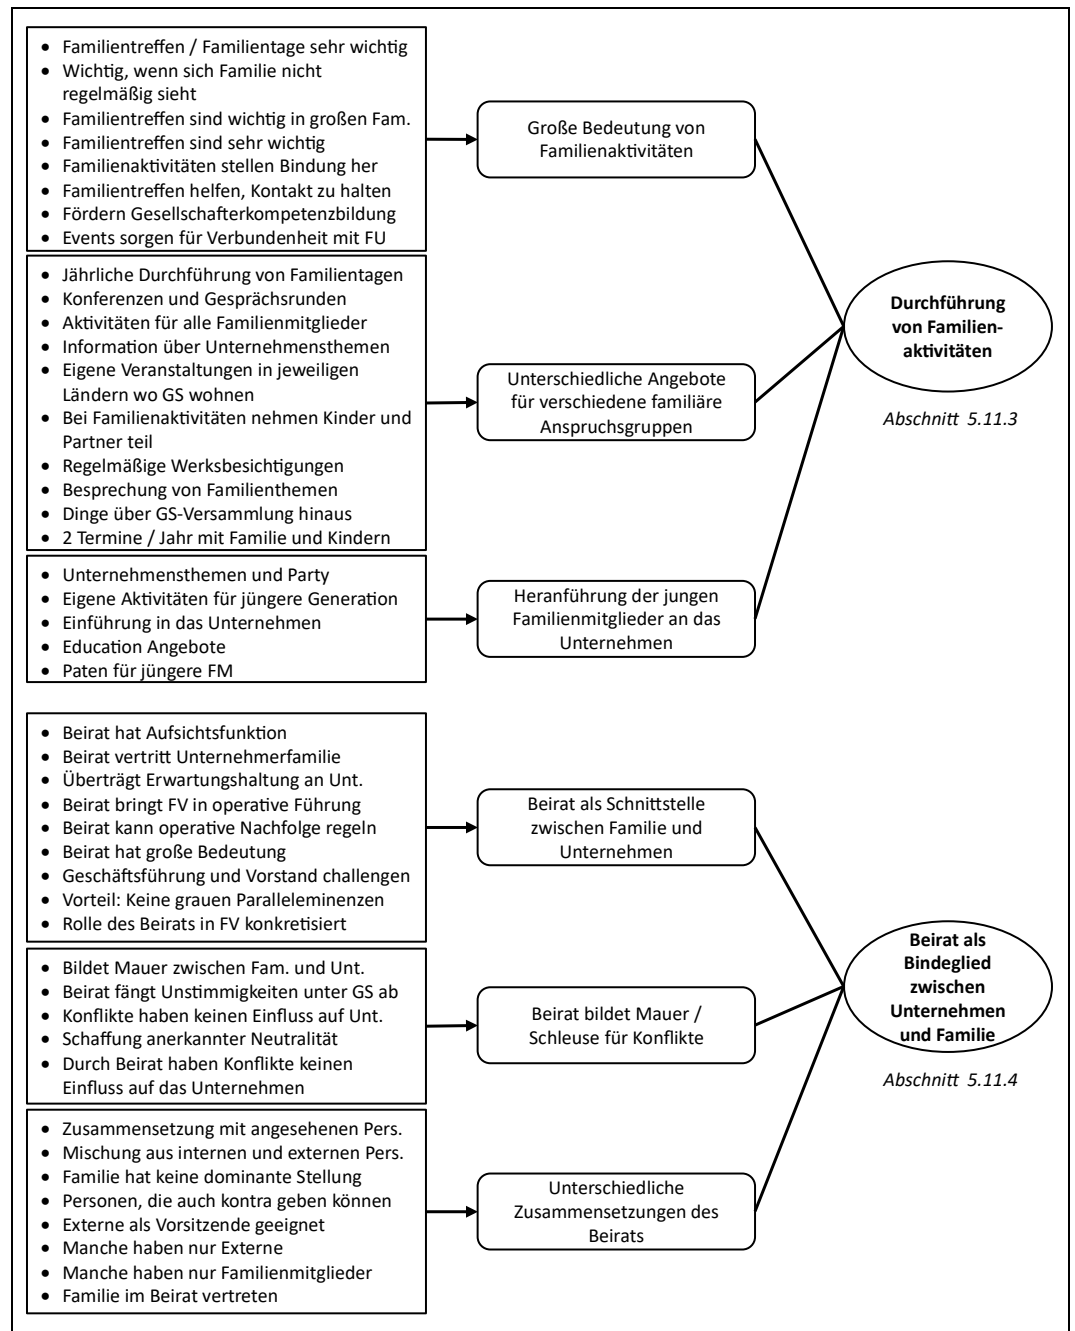 • Familientreffen / Familientage sehr wichtig
• Wichtig, wenn sich Familie nicht
regelmäßig sieht
• Familientreffen sind wichtig in großen Fam.
• Familientreffen sind sehr wichtig
• Familienaktivitäten stellen Bindung her
• Familientreffen helfen, Kontakt zu halten
• Fördern Gesellschafterkompetenzbildung
• Events sorgen für Verbundenheit mit FU
Große Bedeutung von
Familienaktivitäten
• Jährliche Durchführung von Familientagen
• Konferenzen und Gesprächsrunden
• Aktivitäten für alle Familienmitglieder
• Information über Unternehmensthemen
• Eigene Veranstaltungen in jeweiligen
Ländern wo GS wohnen
• Bei Familienaktivitäten nehmen Kinder und
Partner teil
• Regelmäßige Werksbesichtigungen
• Besprechung von Familienthemen
• Dinge über GS-Versammlung hinaus
• 2 Termine / Jahr mit Familie und Kindern
Unterschiedliche Angebote
für verschiedene familiäre
Anspruchsgruppen
• Unternehmensthemen und Party
• Eigene Aktivitäten für jüngere Generation
• Einführung in das Unternehmen
• Education Angebote
• Paten für jüngere FM
Heranführung der jungen
Familienmitglieder an das
Unternehmen
Durchführung
von Familien-
aktivitäten
Abschnitt 5.11.3
• Beirat hat Aufsichtsfunktion
• Beirat vertritt Unternehmerfamilie
• Überträgt Erwartungshaltung an Unt.
• Beirat bringt FV in operative Führung
• Beirat kann operative Nachfolge regeln
• Beirat hat große Bedeutung
• Geschäftsführung und Vorstand challengen
• Vorteil: Keine grauen Paralleleminenzen
• Rolle des Beirats in FV konkretisiert
Beirat als Schnittstelle
zwischen Familie und
Unternehmen
• Bildet Mauer zwischen Fam. und Unt.
• Beirat fängt Unstimmigkeiten unter GS ab
• Konflikte haben keinen Einfluss auf Unt.
• Schaffung anerkannter Neutralität
• Durch Beirat haben Konflikte keinen
Einfluss auf das Unternehmen
Beirat bildet Mauer /
Schleuse für Konflikte
• Zusammensetzung mit angesehenen Pers.
• Mischung aus internen und externen Pers.
• Familie hat keine dominante Stellung
• Personen, die auch kontra geben können
• Externe als Vorsitzende geeignet
• Manche haben nur Externe
• Manche haben nur Familienmitglieder
• Familie im Beirat vertreten
Unterschiedliche
Zusammensetzungen des
Beirats
Beirat als
Bindeglied
zwischen
Unternehmen
und Familie
Abschnitt 5.11.4